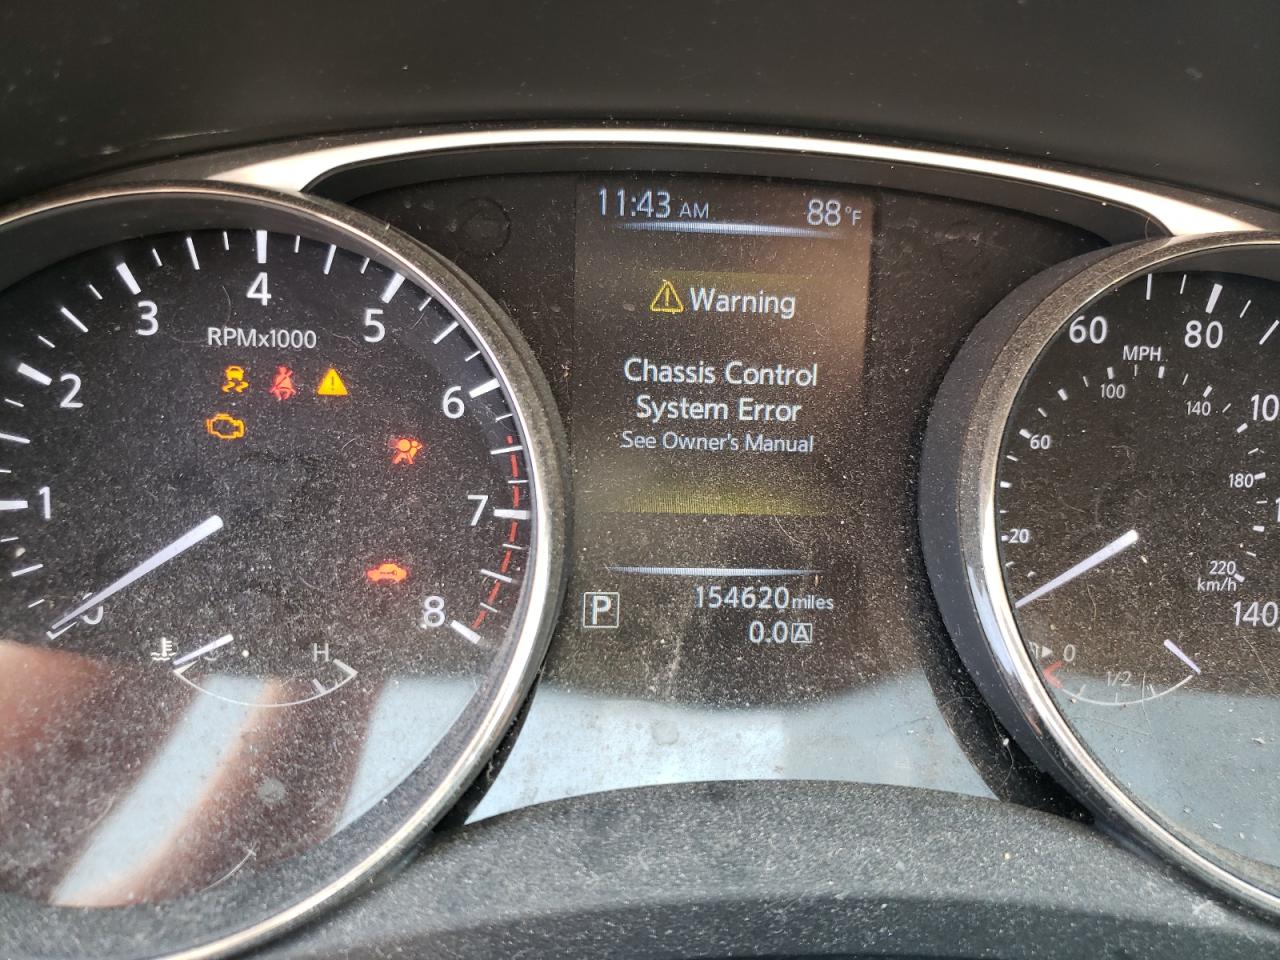 11:43 AM 88°F
Warning
Chassis Control
System Error
See Owner's Manual
P
154620 miles
0.0 A
0
1
2
3
4
5
6
7
8
RPMx1000
H
20
60
80
10
140
MPH
60
100
140
180
220
km/h
0
1/2